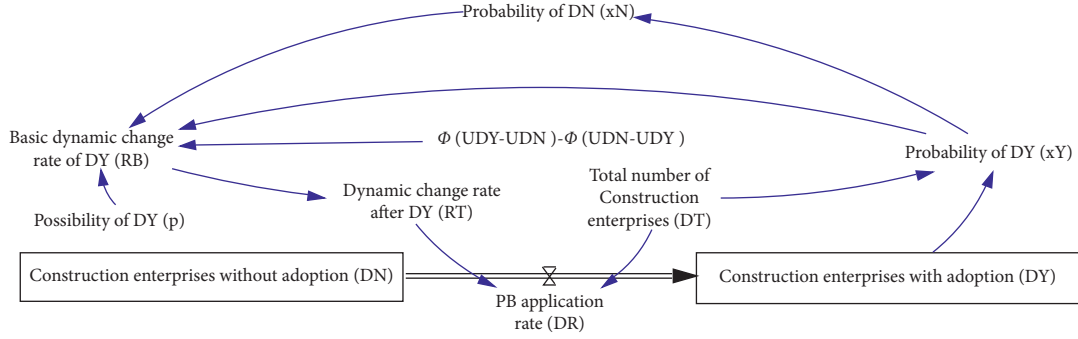 Probability of DN (xN)
Basic dynamic change
rate of DY (RB)
Φ (UDY-UDN )-Φ (UDN-UDY )
Probability of DY (xY)
Total number of
Construction
enterprises (DT)
Dynamic change rate
after DY (RT)
Possibility of DY (p)
Construction enterprises without adoption (DN)
Construction enterprises with adoption (DY)
PB application
rate (DR)